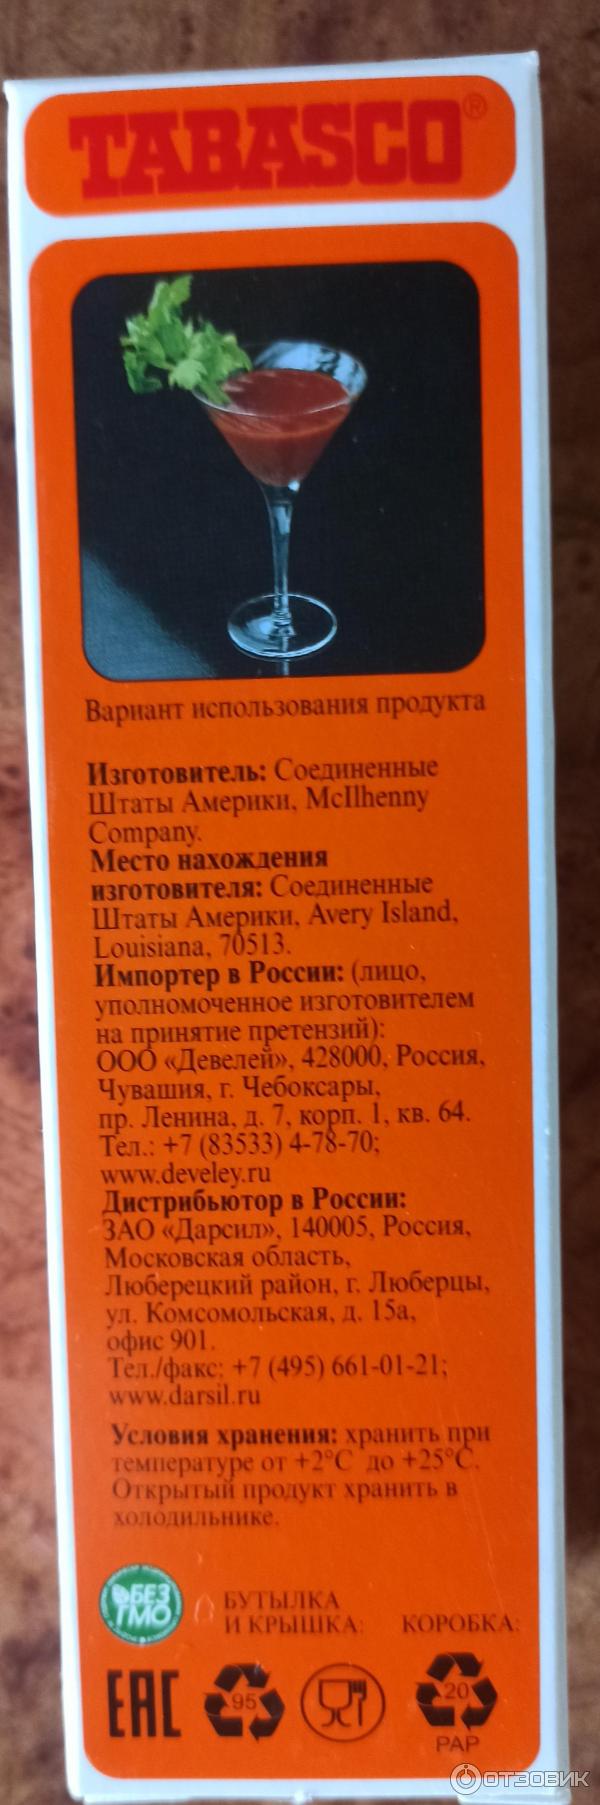 TABASCO®
Вариант использования продукта
Изготовитель: Соединенные
Штаты Америки, McIlhenny
Company.
Место нахождения
изготовителя: Соединенные
Штаты Америки, Avery Island,
Louisiana, 70513.
Импортер в России: (лицо,
уполномоченное изготовителем
на принятие претензий):
ООО «Девелей», 428000, Россия,
Чувашия, г. Чебоксары,
пр. Ленина, д. 7, корп. 1, кв. 64.
Тел.: +7 (83533) 4-78-70;
www.develey.ru
Дистрибьютор в России:
ЗАО «Дарсил», 140005, Россия,
Московская область,
Люберецкий район, г. Люберцы,
ул. Комсомольская, д. 15а,
офис 901.
Тел./факс: +7 (495) 661-01-21;
www.darsil.ru
Условия хранения: хранить при
температуре от +2°С до +25°С.
Открытый продукт хранить в
холодильнике.
БЕЗ
ГМО
БУТЫЛКА
И КРЫШКА:
КОРОБКА:
EAC
95
20
PAP
ОТЗОВИК